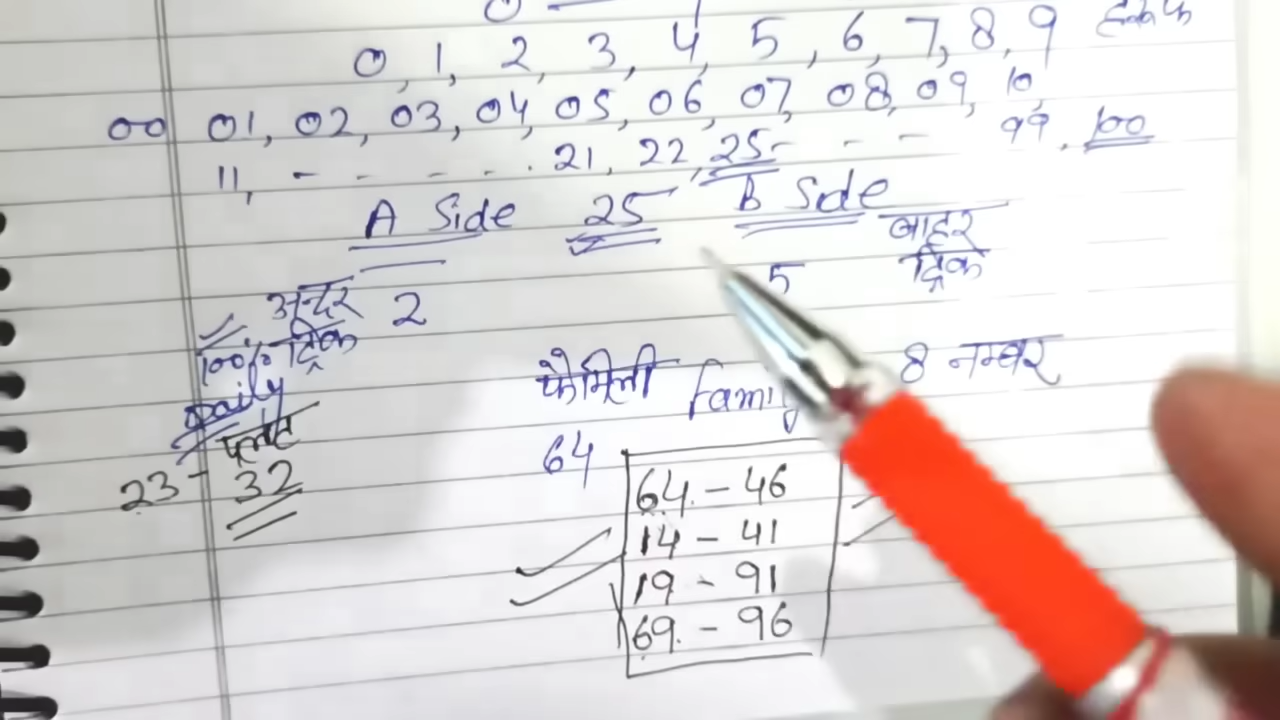 0, 1, 2, 3, 4, 5, 6, 7, 8, 9
00 01, 02, 03, 04, 05, 06, 07, 08, 09, 10,
11, - - - - . 21, 22, 25 - - - 99, 100
A Side 25 B Side
बाहर
अन्दर 2 5 ट्रिक
100% ट्रिक
Daily फैमिली Family 8 नम्बर
पलट
23 - 32
64
64 - 46
14 - 41
19 - 91
69 - 96